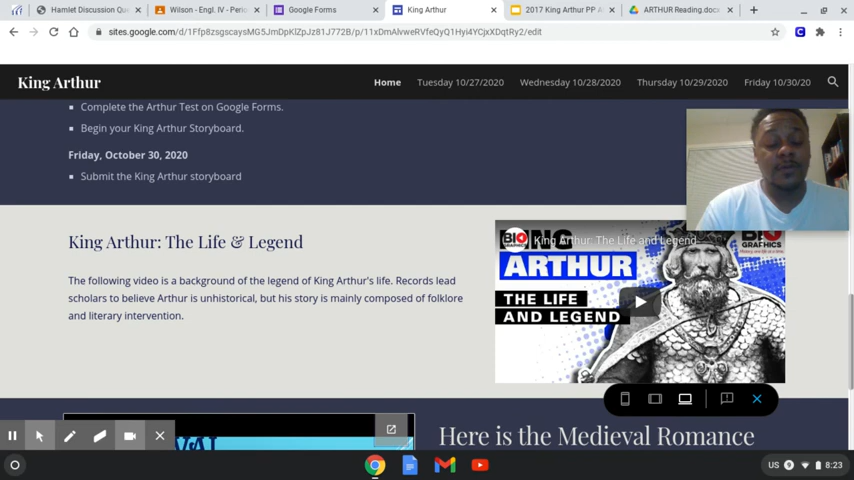 Hamlet Discussion Que
Wilson - Engl. IV - Perio
Google Forms
King Arthur
2017 King Arthur PP A
ARTHUR Reading.docx
sites.google.com/d/1Ffp8zsgscaysMG5JmDpKlZpJz81J772B/p/11xDmAlvweRVfeQyQ1Hyi4YCjxXDqtRy2/edit
King Arthur
Home
Tuesday 10/27/2020
Wednesday 10/28/2020
Thursday 10/29/2020
Friday 10/30/20
Complete the Arthur Test on Google Forms.
Begin your King Arthur Storyboard.
Friday, October 30, 2020
Submit the King Arthur storyboard
King Arthur: The Life & Legend
The following video is a background of the legend of King Arthur's life. Records lead
scholars to believe Arthur is unhistorical, but his story is mainly composed of folklore
and literary intervention.
King Arthur: The Life and Legend
KING
ARTHUR
THE LIFE
AND LEGEND
Here is the Medieval Romance
US
8:23